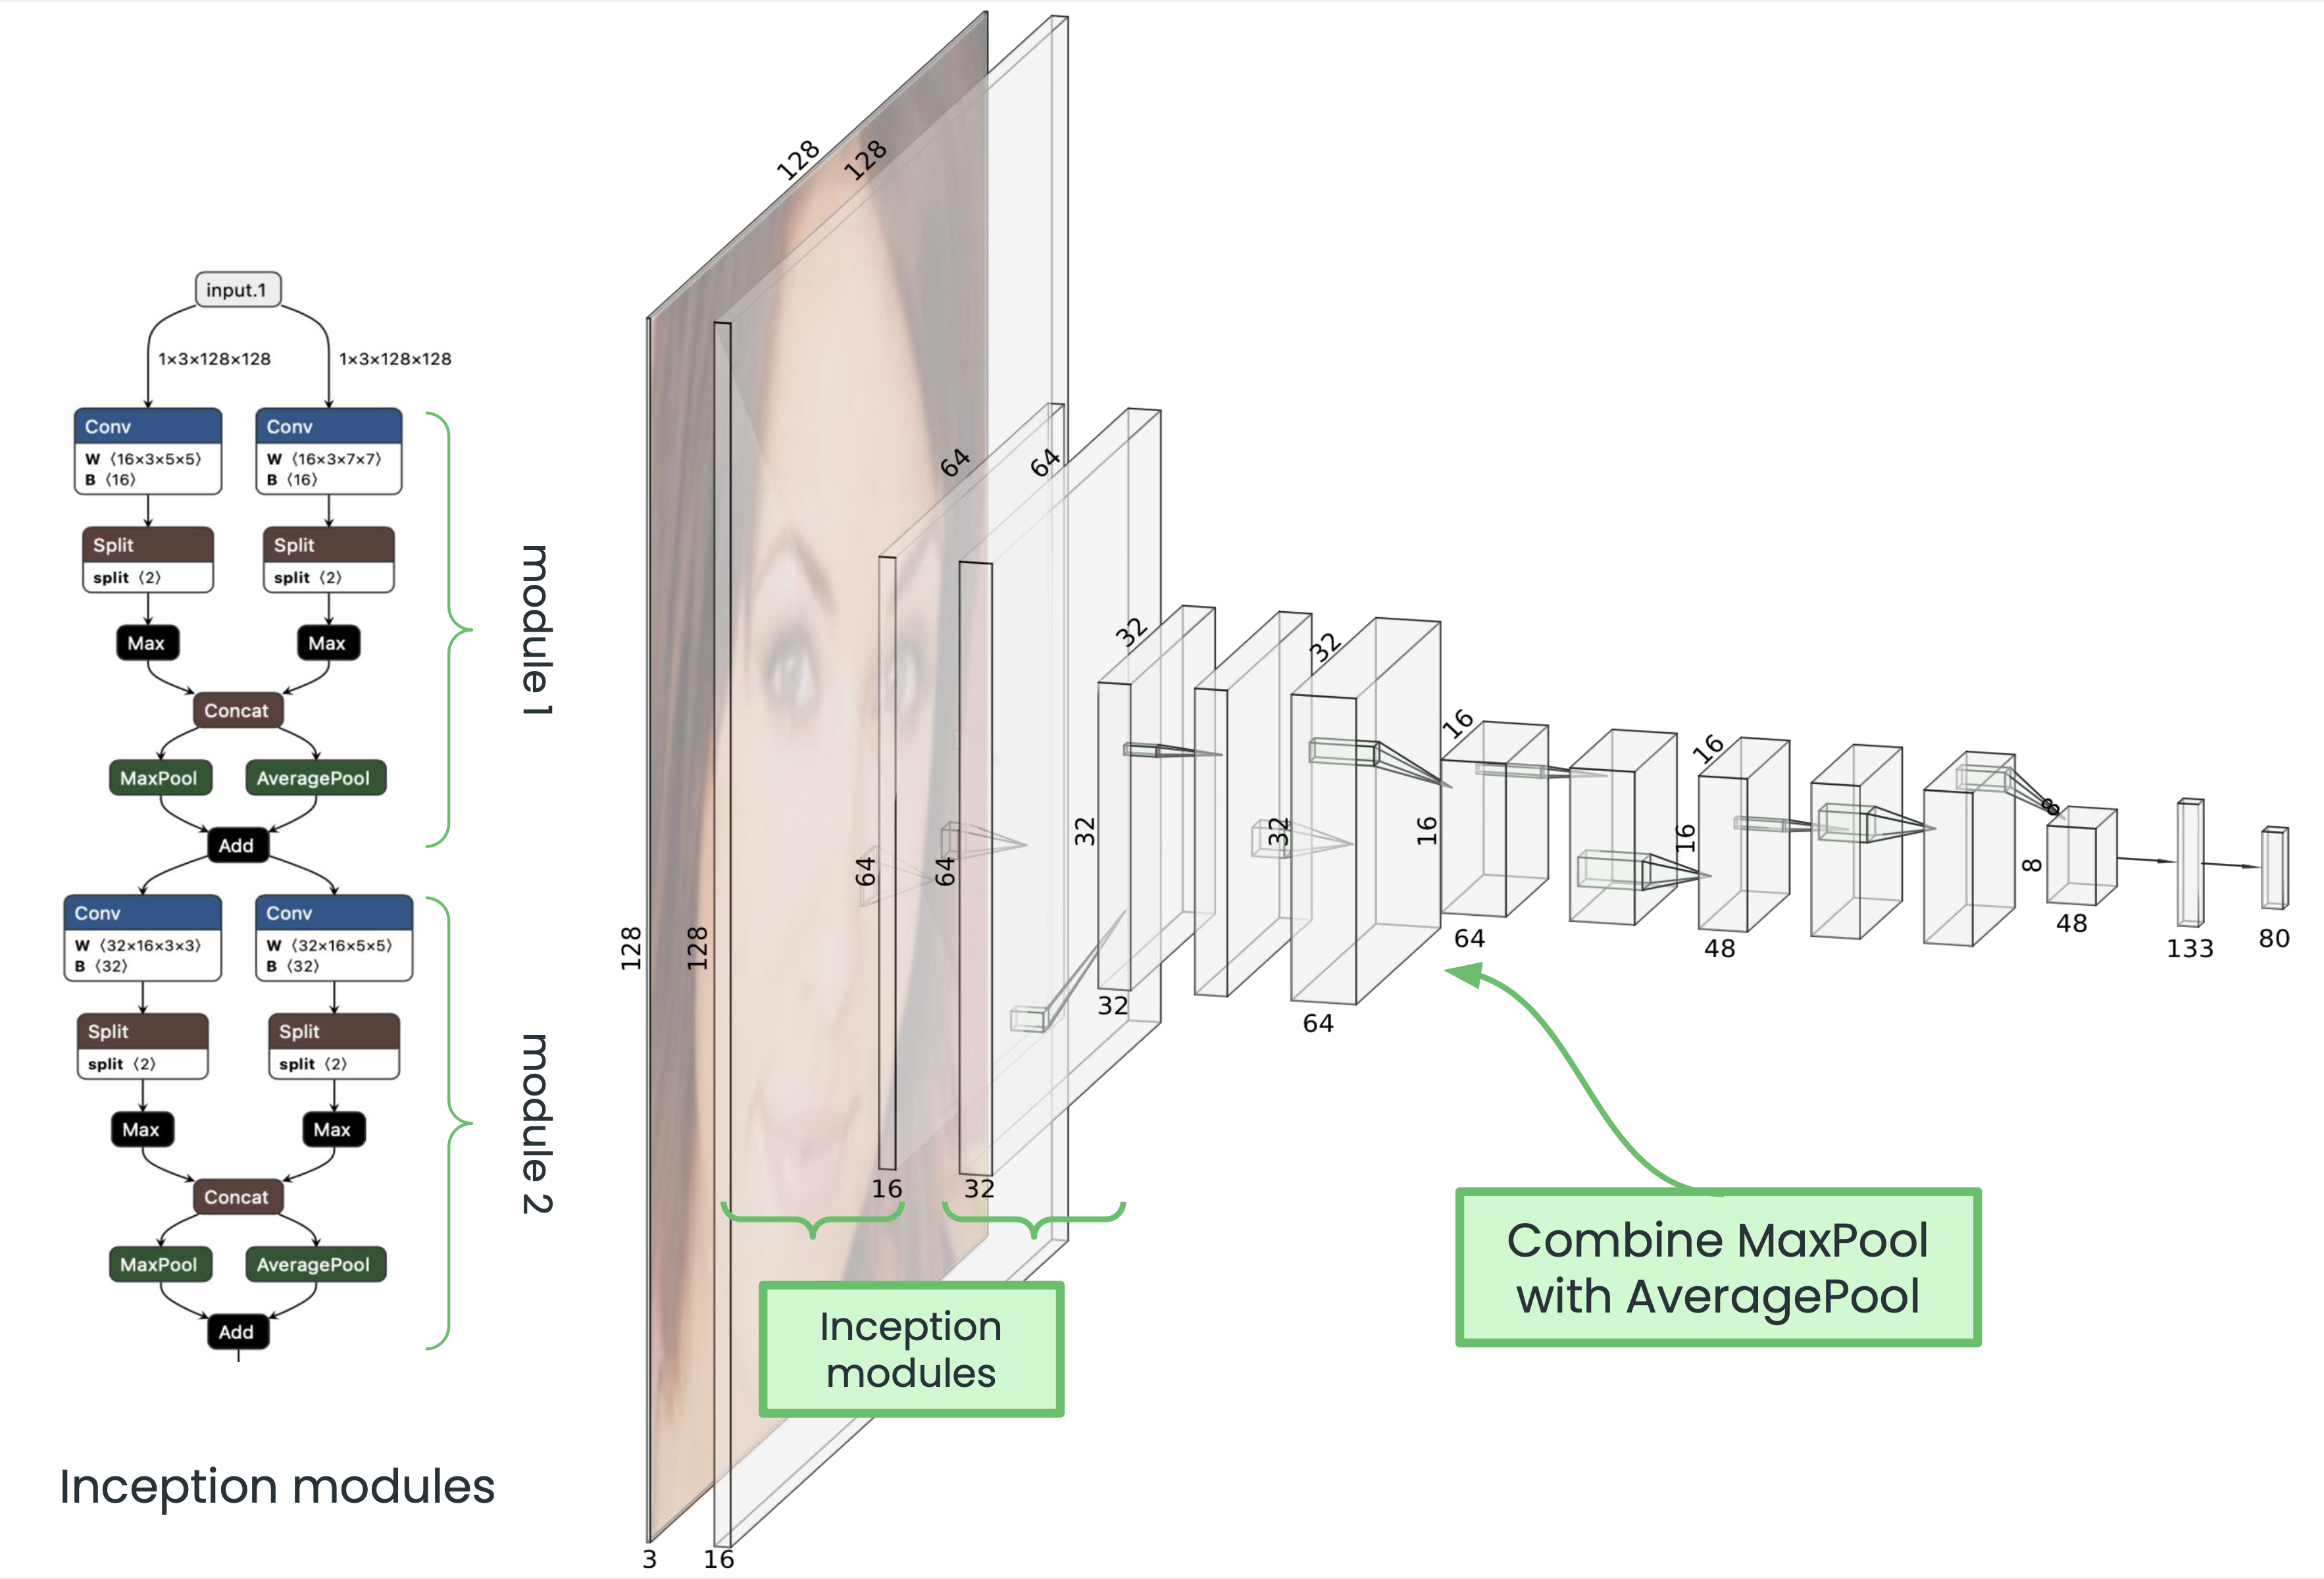 input.1
1×3×128×128
1×3×128×128
Conv
W ⟨16×3×5×5⟩
B ⟨16⟩
Conv
W ⟨16×3×7×7⟩
B ⟨16⟩
Split
split ⟨2⟩
Split
split ⟨2⟩
Max
Max
Concat
MaxPool
AveragePool
Add
module 1
Conv
W ⟨32×16×3×3⟩
B ⟨32⟩
Conv
W ⟨32×16×5×5⟩
B ⟨32⟩
Split
split ⟨2⟩
Split
split ⟨2⟩
Max
Max
Concat
MaxPool
AveragePool
Add
module 2
Inception modules
128
128
128
128
3
16
64
64
64
64
16
32
Inception
modules
32
32
32
32
32
64
16
16
64
16
16
48
8
8
48
133
80
Combine MaxPool
with AveragePool